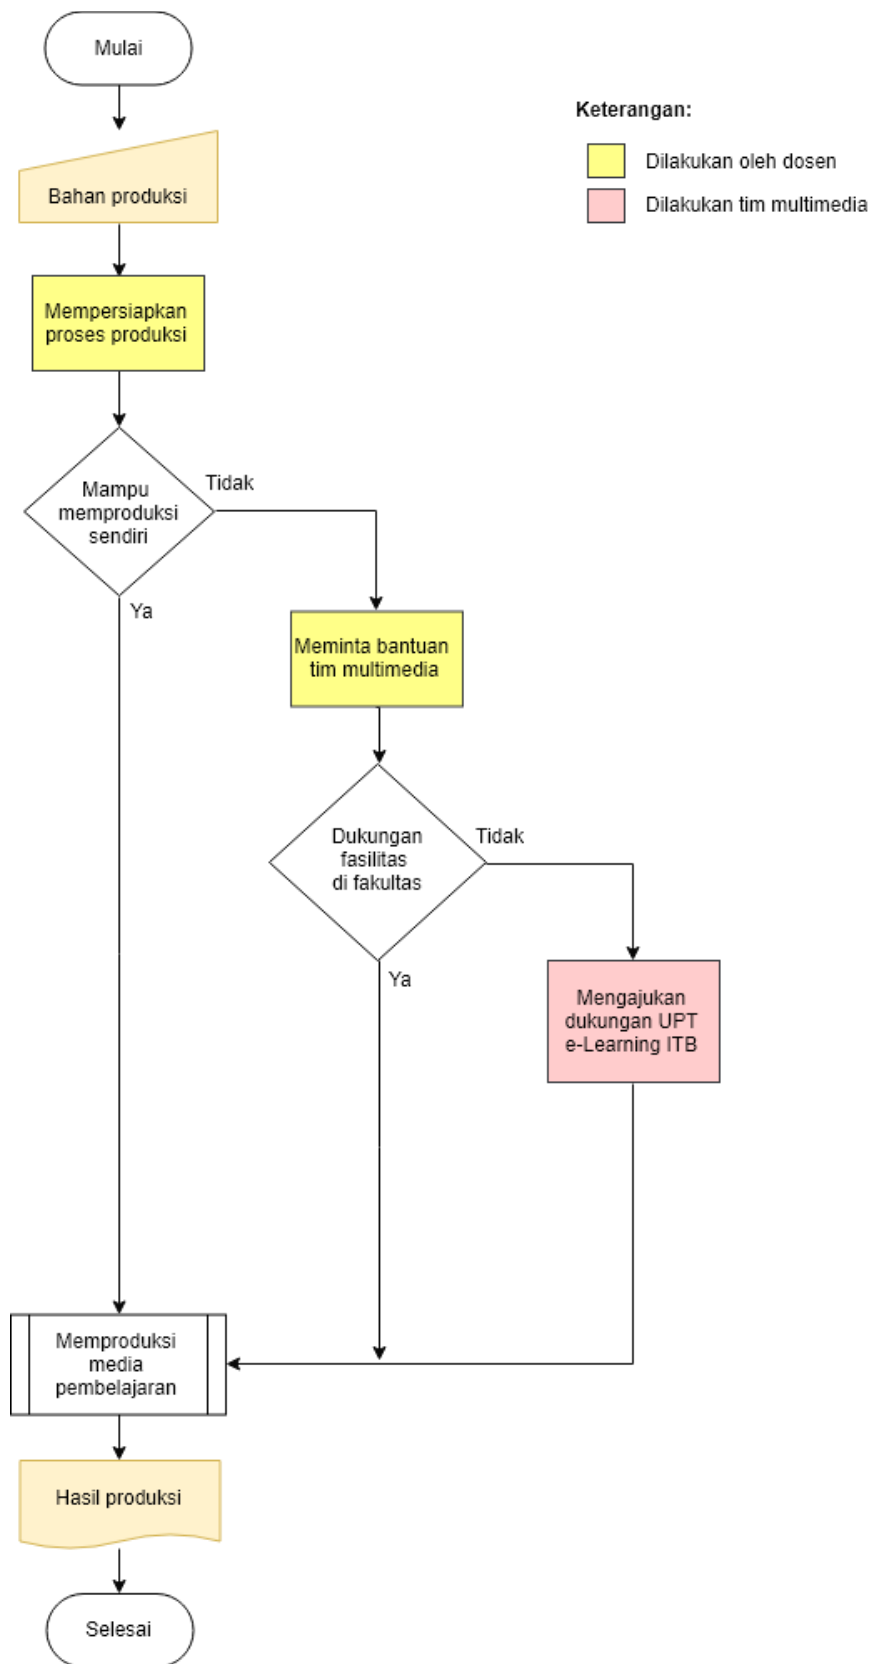 Mulai
Keterangan:
Dilakukan oleh dosen
Dilakukan tim multimedia
Bahan produksi
Mempersiapkan
proses produksi
Mampu
memproduksi
sendiri
Tidak
Ya
Meminta bantuan
tim multimedia
Dukungan
fasilitas
di fakultas
Tidak
Ya
Mengajukan
dukungan UPT
e-Learning ITB
Memproduksi
media
pembelajaran
Hasil produksi
Selesai